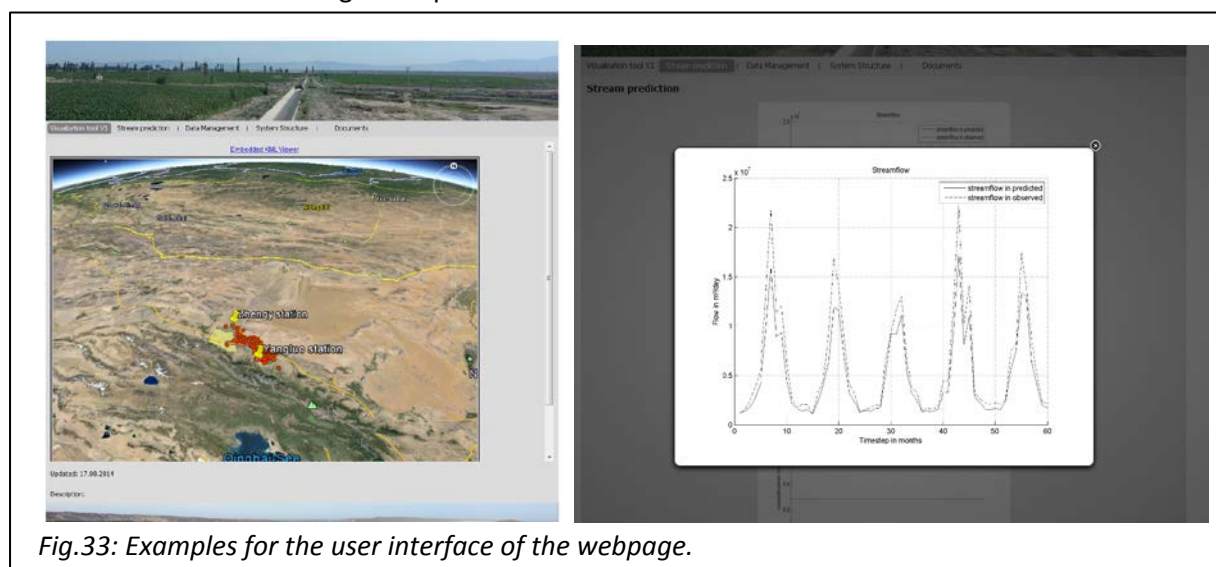 Visualization tool V1 Stream prediction | Data Management | System Structure | Documents
Embedded KML Viewer
N
Zhengy station
Yangluo station
Qinghai See
Updated: 17.08.2014
Description:
Visualization tool V1 Stream prediction | Data Management | System Structure | Documents
Stream prediction
Streamflow
x 10^7
streamflow in predicted
streamflow in observed
2.5
2
1.5
1
0.5
0
Flow in m³/day
0 10 20 30 40 50 60
Timestep in months
Fig.33: Examples for the user interface of the webpage.